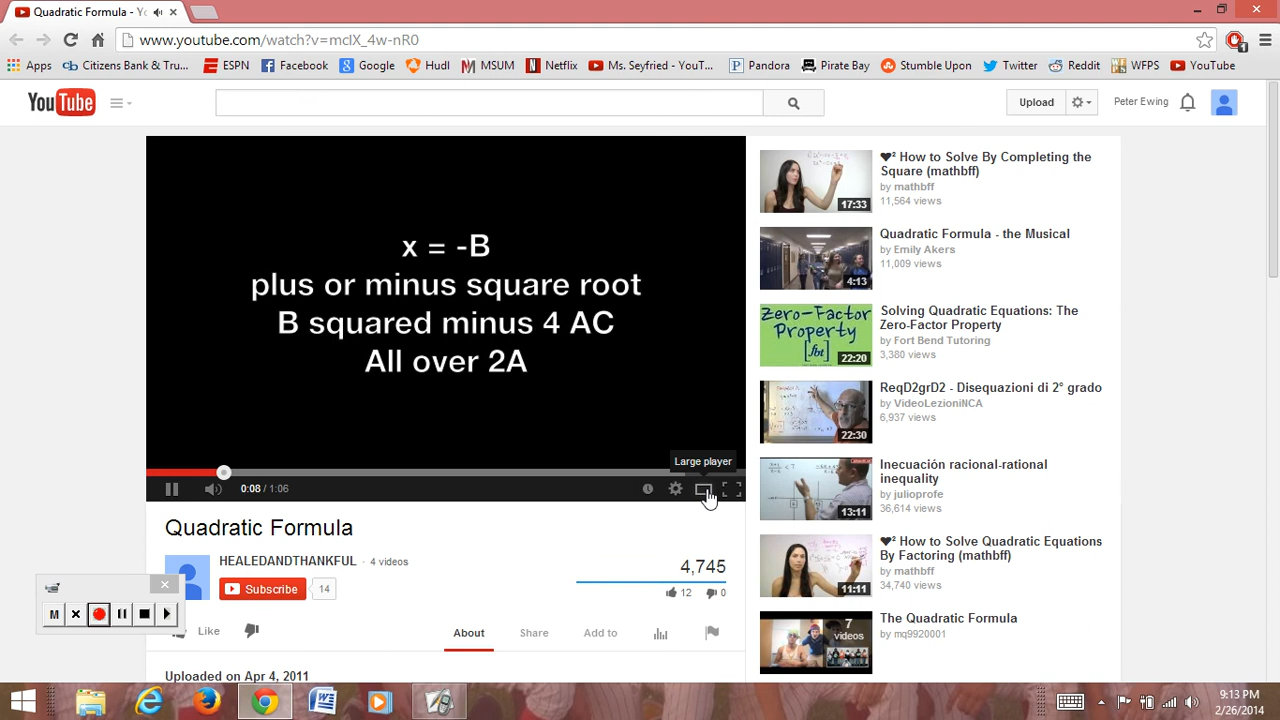 Quadratic Formula - Yo
www.youtube.com/watch?v=mcIX_4w-nR0
Apps Citizens Bank & Tru... ESPN Facebook Google Hudl MSUM Netflix Ms. Seyfried - YouT... Pandora Pirate Bay Stumble Upon Twitter Reddit WFPS YouTube
YouTube Upload Peter Ewing
x = -B
plus or minus square root
B squared minus 4 AC
All over 2A
Large player
0:08 / 1:06
Quadratic Formula
HEALEDANDTHANKFUL · 4 videos
Subscribe 14
4,745
12 0
M
Like About Share Add to
Uploaded on Apr 4, 2011
17:33
♥² How to Solve By Completing the
Square (mathbff)
by mathbff
11,564 views
4:13
Quadratic Formula - the Musical
by Emily Akers
11,009 views
Zero-Factor
Property
[fbt]
22:20
Solving Quadratic Equations: The
Zero-Factor Property
by Fort Bend Tutoring
3,380 views
22:30
ReqD2grD2 - Disequazioni di 2° grado
by VideoLezioniNCA
6,937 views
13:11
Inecuación racional-rational
inequality
by julioprofe
36,614 views
11:11
♥² How to Solve Quadratic Equations
By Factoring (mathbff)
by mathbff
34,740 views
7
videos
The Quadratic Formula
by mq9920001
9:13 PM
2/26/2014